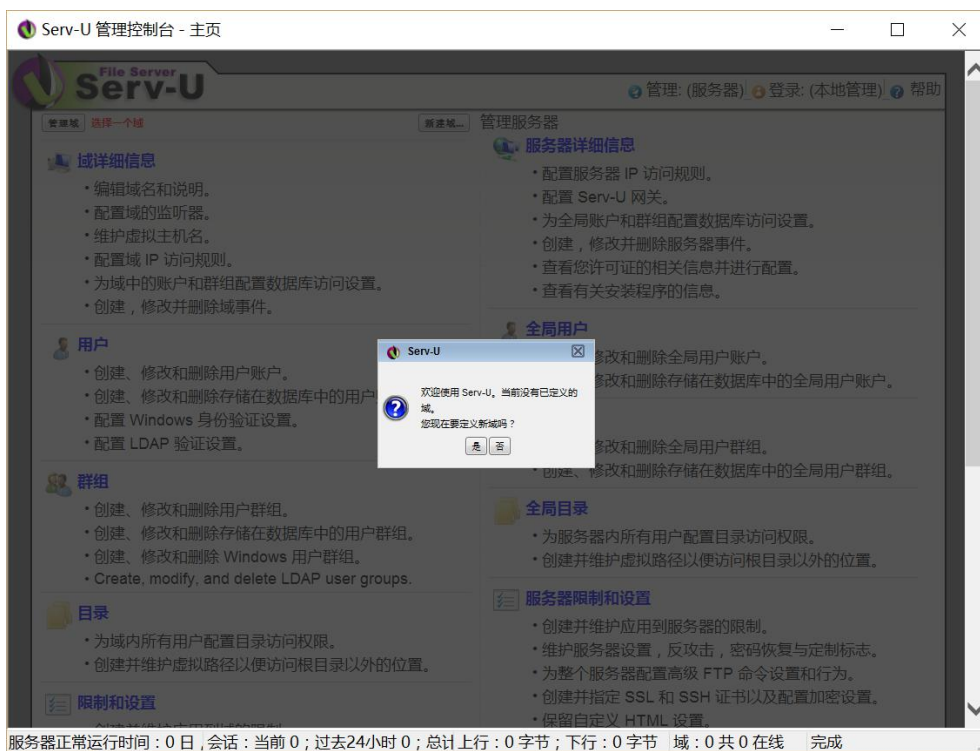 Serv-U 管理控制台 - 主页
File Server
Serv-U
管理: (服务器) 登录: (本地管理) 帮助
管理域 选择一个域 新建域...
域详细信息
•编辑域名和说明。
•配置域的监听器。
•维护虚拟主机名。
•配置域 IP 访问规则。
•为域中的账户和群组配置数据库访问设置。
•创建，修改并删除域事件。
用户
•创建、修改和删除用户账户。
•创建、修改和删除存储在数据库中的用户
•配置 Windows 身份验证设置。
•配置 LDAP 验证设置。
群组
•创建、修改和删除用户群组。
•创建、修改和删除存储在数据库中的用户群组。
•创建、修改和删除 Windows 用户群组。
•Create, modify, and delete LDAP user groups.
目录
•为域内所有用户配置目录访问权限。
•创建并维护虚拟路径以便访问根目录以外的位置。
限制和设置
管理服务器
服务器详细信息
•配置服务器 IP 访问规则。
•配置 Serv-U 网关。
•为全局账户和群组配置数据库访问设置。
•创建，修改并删除服务器事件。
•查看您许可证的相关信息并进行配置。
•查看有关安装程序的信息。
全局用户
修改和删除全局用户账户。
修改和删除存储在数据库中的全局用户账户。
修改和删除全局用户群组。
•创建、修改和删除存储在数据库中的全局用户群组。
全局目录
•为服务器内所有用户配置目录访问权限。
•创建并维护虚拟路径以便访问根目录以外的位置。
服务器限制和设置
•创建并维护应用到服务器的限制。
•维护服务器设置，反攻击，密码恢复与定制标志。
•为整个服务器配置高级 FTP 命令设置和行为。
•创建并指定 SSL 和 SSH 证书以及配置加密设置。
•保留自定义 HTML 设置。
Serv-U
欢迎使用 Serv-U。当前没有已定义的
域。
您现在要定义新域吗？
是 否
服务器正常运行时间：0 日 ,会话：当前 0；过去24小时 0；总计上行：0 字节；下行：0 字节 域：0 共 0 在线 完成